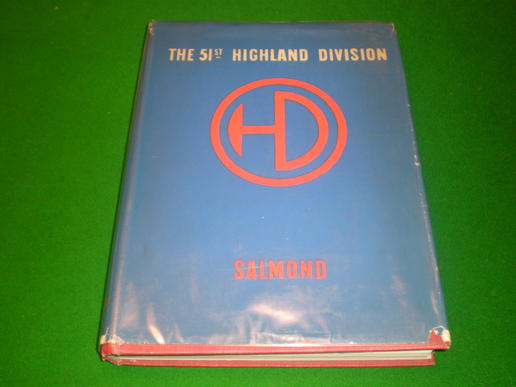 THE 51ST HIGHLAND DIVISION
HD
SALMOND